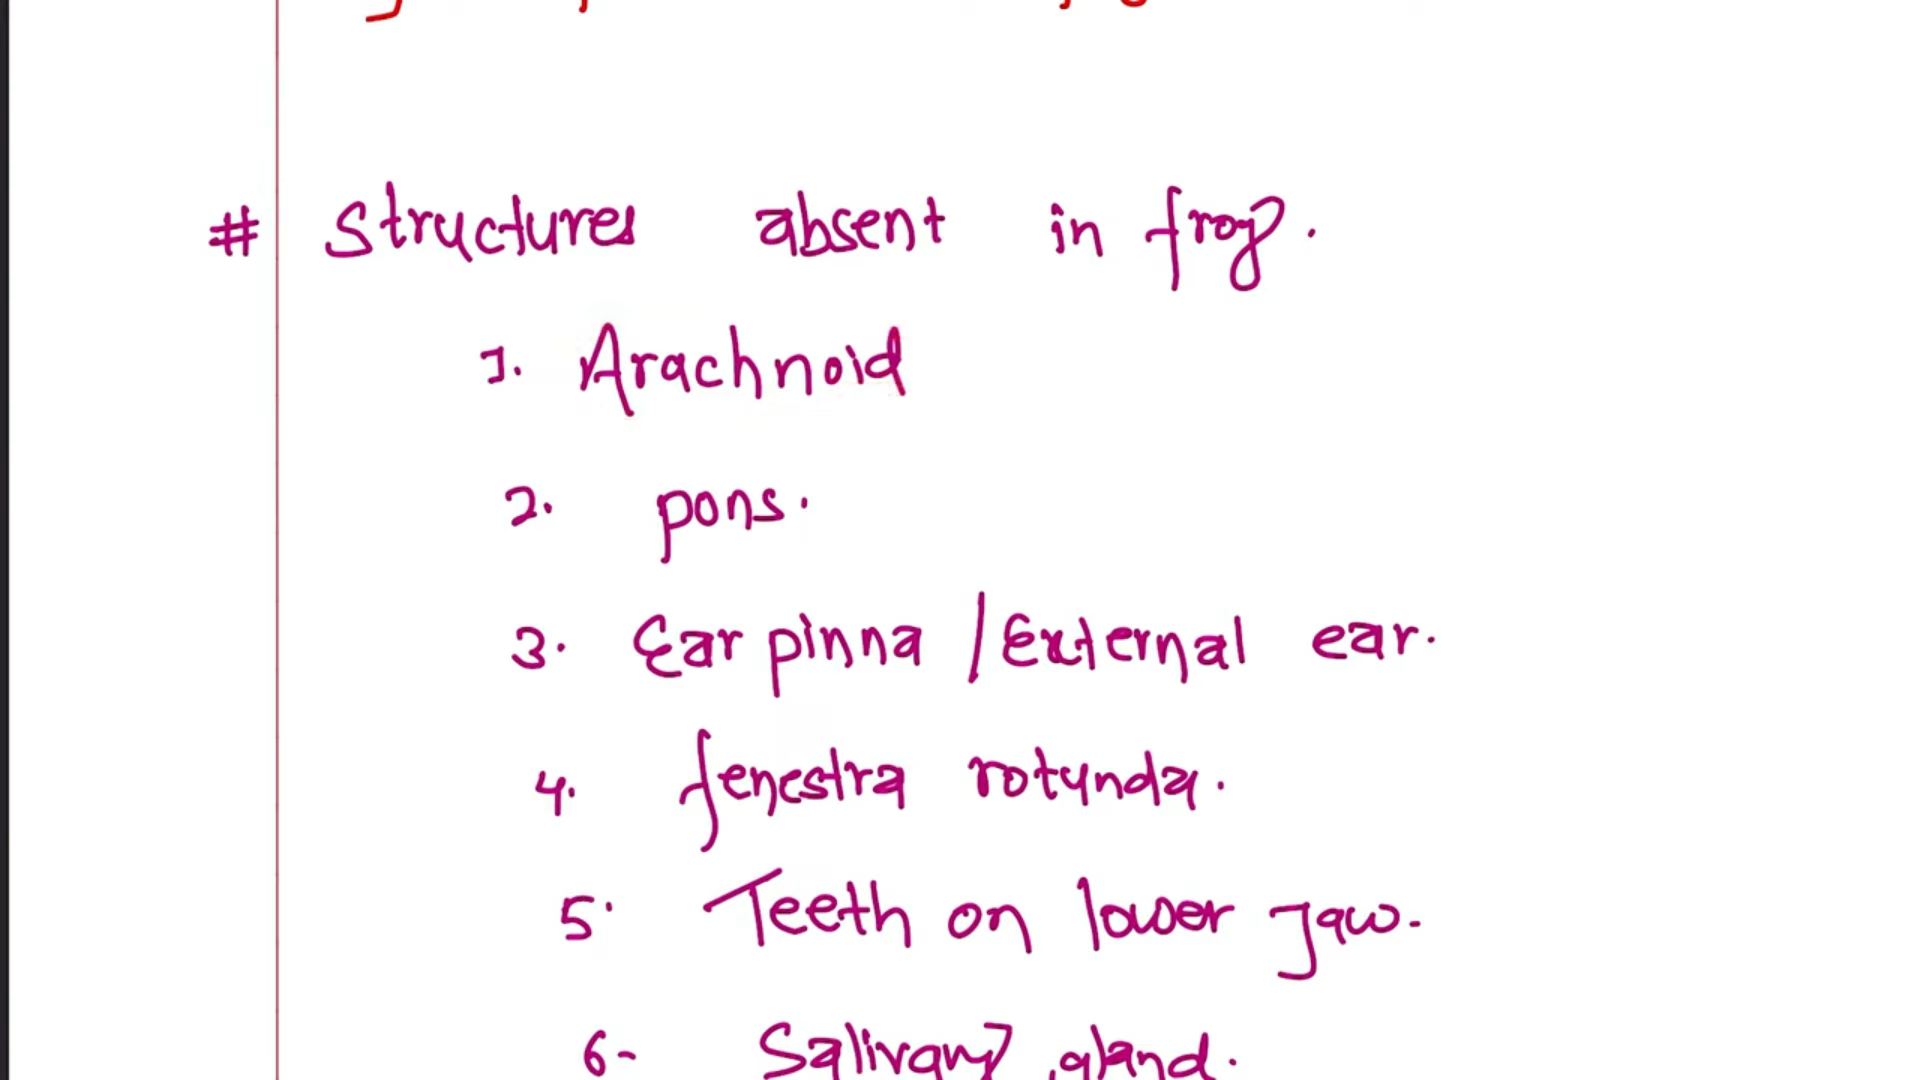 # Structures absent in frog.
1. Arachnoid
2. pons.
3. Ear pinna / External ear.
4. fenestra rotunda.
5. Teeth on lower Jaw.
6- Salivary gland.